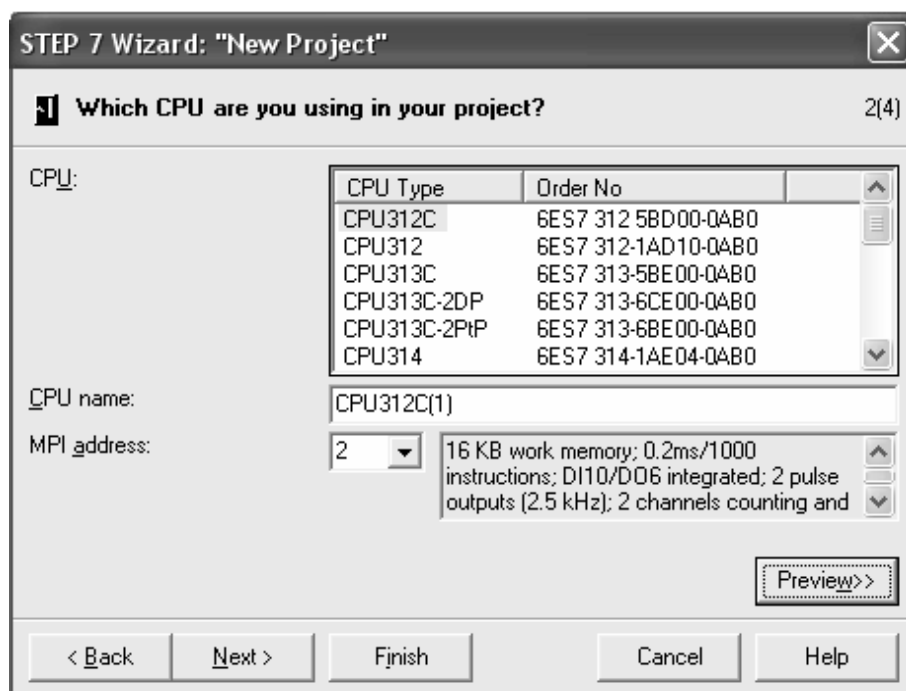 STEP 7 Wizard: "New Project"
Which CPU are you using in your project? 2(4)
CPU:
CPU Type Order No
CPU312C 6ES7 312 5BD00-0AB0
CPU312 6ES7 312-1AD10-0AB0
CPU313C 6ES7 313-5BE00-0AB0
CPU313C-2DP 6ES7 313-6CE00-0AB0
CPU313C-2PtP 6ES7 313-6BE00-0AB0
CPU314 6ES7 314-1AE04-0AB0
CPU name: CPU312C(1)
MPI address: 2
16 KB work memory; 0.2ms/1000
instructions; DI10/DO6 integrated; 2 pulse
outputs (2.5 kHz); 2 channels counting and
Preview>>
< Back Next > Finish Cancel Help